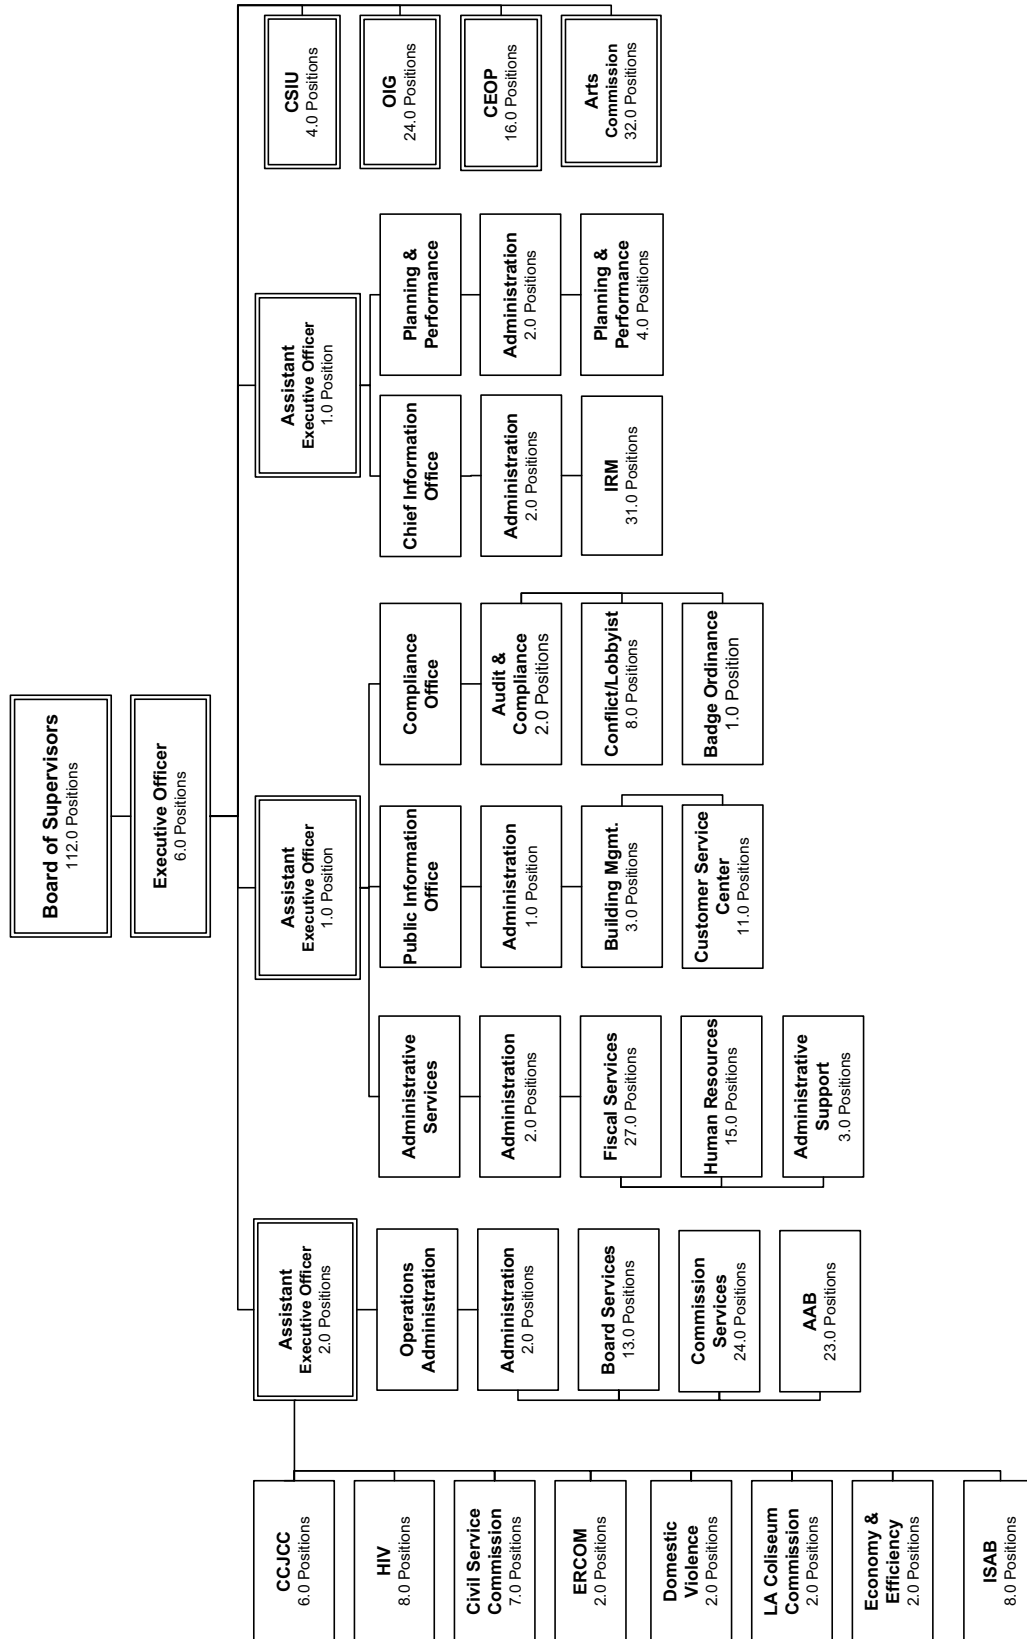 Board of Supervisors
112.0 Positions
Executive Officer
6.0 Positions
Assistant
Executive Officer
2.0 Positions
Assistant
Executive Officer
1.0 Position
Assistant
Executive Officer
1.0 Position
CCJCC
6.0 Positions
HIV
8.0 Positions
Civil Service
Commission
7.0 Positions
ERCOM
2.0 Positions
Domestic
Violence
2.0 Positions
LA Coliseum
Commission
2.0 Positions
Economy &
Efficiency
2.0 Positions
ISAB
8.0 Positions
Operations
Administration
Administration
2.0 Positions
Board Services
13.0 Positions
Commission
Services
24.0 Positions
AAB
23.0 Positions
Administrative
Services
Administration
2.0 Positions
Fiscal Services
27.0 Positions
Human Resources
15.0 Positions
Administrative
Support
3.0 Positions
Public Information
Office
Administration
1.0 Position
Building Mgmt.
3.0 Positions
Customer Service
Center
11.0 Positions
Compliance
Office
Audit &
Compliance
2.0 Positions
Conflict/Lobbyist
8.0 Positions
Badge Ordinance
1.0 Position
Chief Information
Office
Administration
2.0 Positions
IRM
31.0 Positions
Planning &
Performance
Administration
2.0 Positions
Planning &
Performance
4.0 Positions
CSIU
4.0 Positions
OIG
24.0 Positions
CEOP
16.0 Positions
Arts
Commission
32.0 Positions